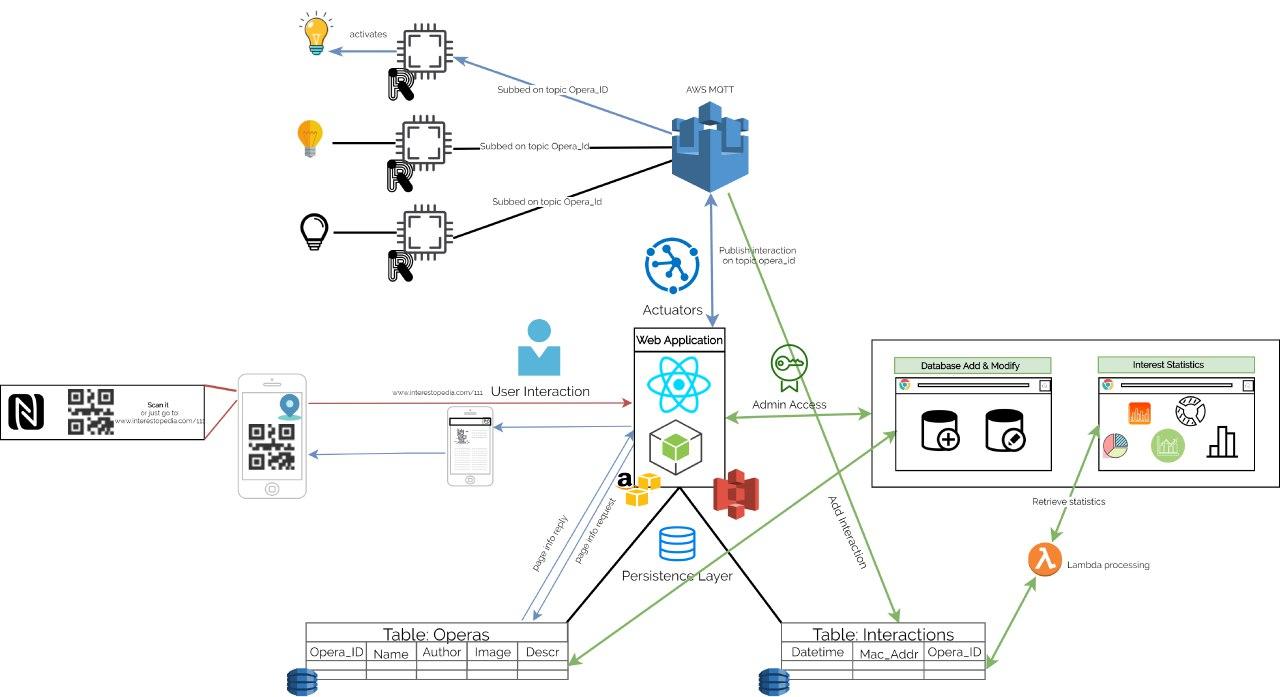 activates
Subbed on topic Opera_ID
AWS MQTT
Subbed on topic Opera_Id
Subbed on topic Opera_Id
Publish interaction
on topic opera_id
Actuators
Web Application
Database Add & Modify
Interest Statistics
User Interaction
www.interestopedia.com/111
Scan it
or just go to:
www.interestopedia.com/111
Admin Access
a
Retrieve statistics
Add Interaction
page info reply
page info request
Lambda processing
λ
Persistence Layer
Table: Operas
Opera_ID Name Author Image Descr
Table: Interactions
Datetime Mac_Addr Opera_ID